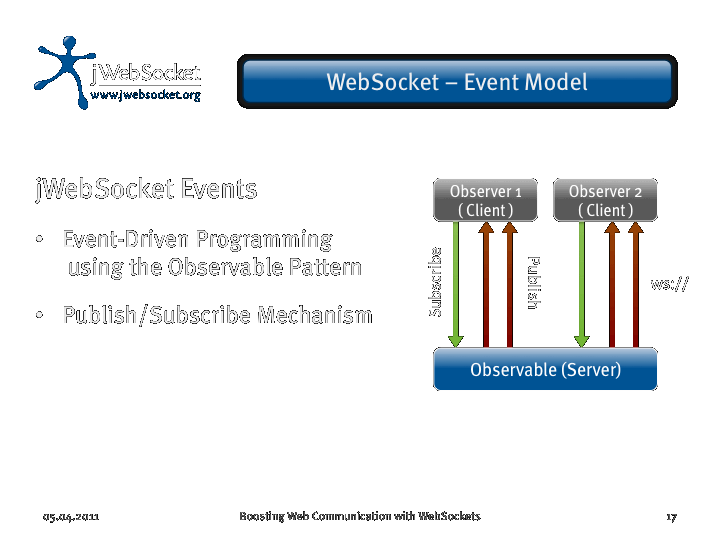 jWebSocket
www.jwebsocket.org
WebSocket – Event Model
jWebSocket Events
• Event-Driven Programming
using the Observable Pattern
• Publish/Subscribe Mechanism
Observer 1
( Client )
Observer 2
( Client )
Subscribe
Publish
ws://
Observable (Server)
05.04.2011
Boosting Web Communication with WebSockets
17